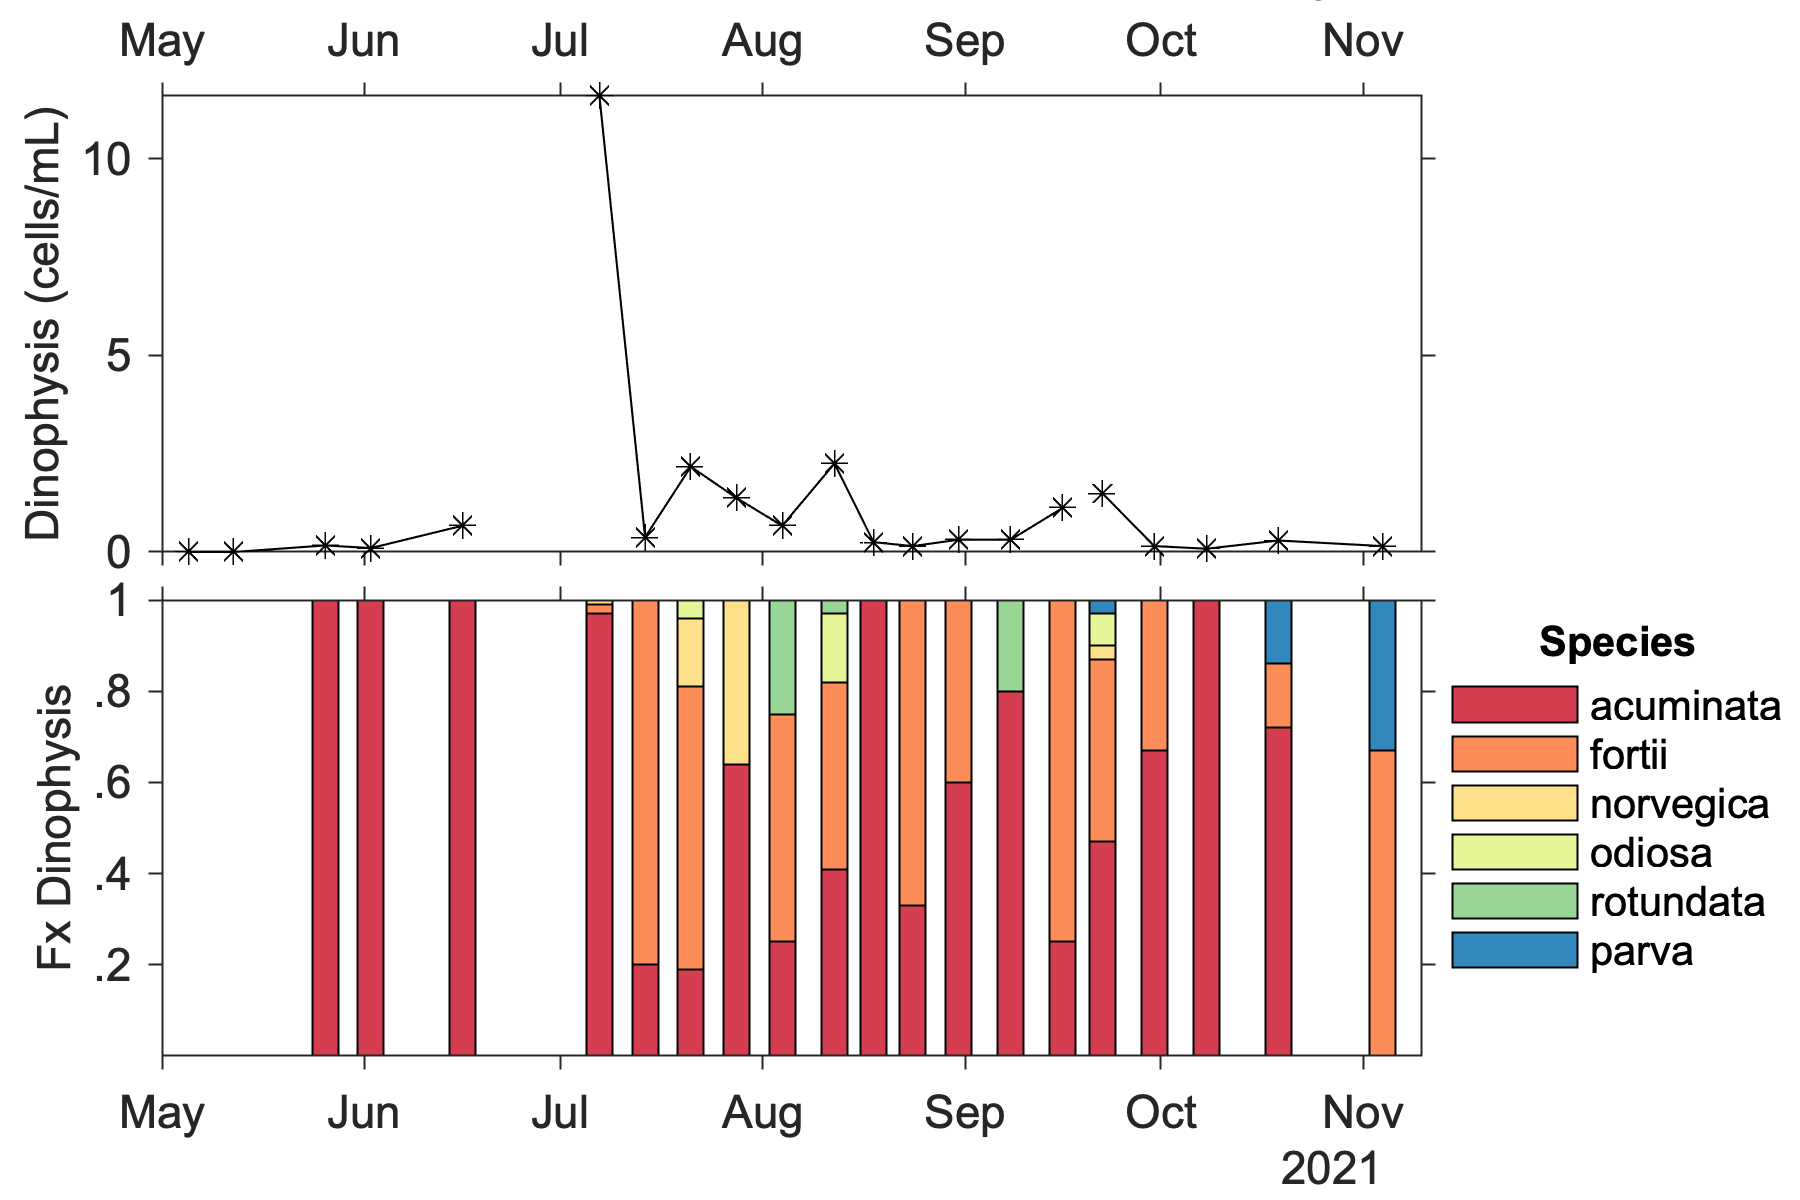 May Jun Jul Aug Sep Oct Nov
Dinophysis (cells/mL)
10
5
0
Fx Dinophysis
1
.8
.6
.4
.2
May Jun Jul Aug Sep Oct Nov
2021
Species
acuminata
fortii
norvegica
odiosa
rotundata
parva